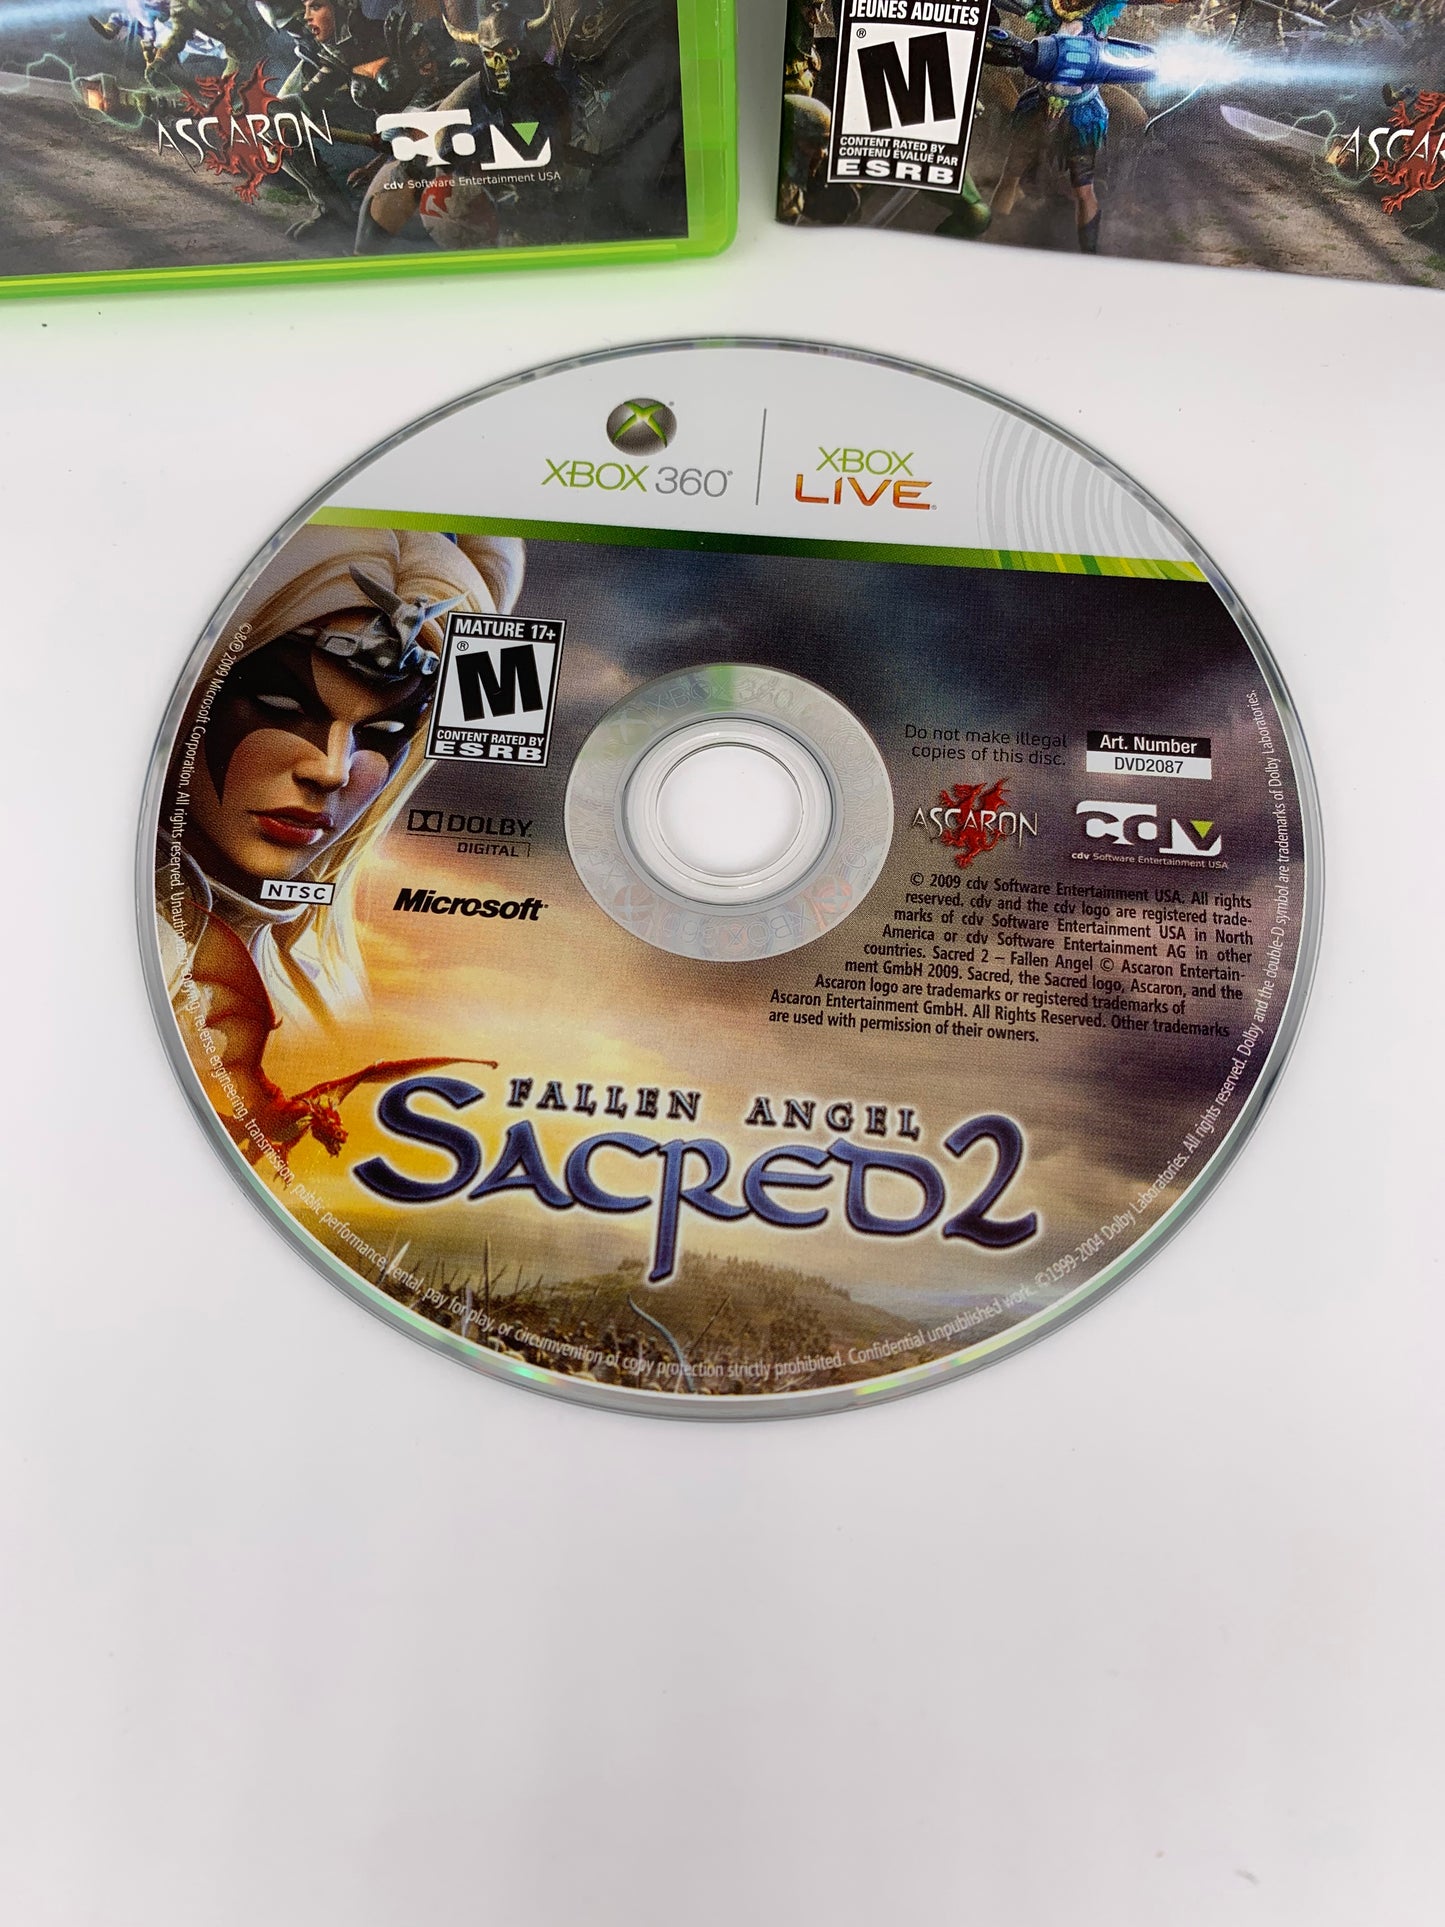 ASCARON
cdv
cdv Software Entertainment USA
JEUNES ADULTES
M
®
CONTENT RATED BY
CONTENU ÉVALUÉ PAR
ESRB
XBOX 360®
XBOX
LIVE®
MATURE 17+
®
M
CONTENT RATED BY
ESRB
DOLBY
DIGITAL
NTSC
Microsoft®
XBOX 360
Do not make illegal
copies of this disc.
Art. Number
DVD2087
ASCARON
cdv
cdv Software Entertainment USA
© 2009 cdv Software Entertainment USA. All rights
reserved. cdv and the cdv logo are registered trade-
marks of cdv Software Entertainment USA in North
America or cdv Software Entertainment AG in other
countries. Sacred 2 – Fallen Angel © Ascaron Entertain-
ment GmbH 2009. Sacred, the Sacred logo, Ascaron, and the
Ascaron logo are trademarks or registered trademarks of
Ascaron Entertainment GmbH. All Rights Reserved. Other trademarks
are used with permission of their owners.
FALLEN ANGEL
SACRED 2
©&℗ 2009 Microsoft Corporation. All rights reserved. Unauthorized copying, reverse engineering, transmission, public performance, rental, pay for play, or circumvention of copy protection strictly prohibited. Confidential unpublished work. ©1999-2004 Dolby Laboratories. All rights reserved. Dolby and the double-D symbol are trademarks of Dolby Laboratories.